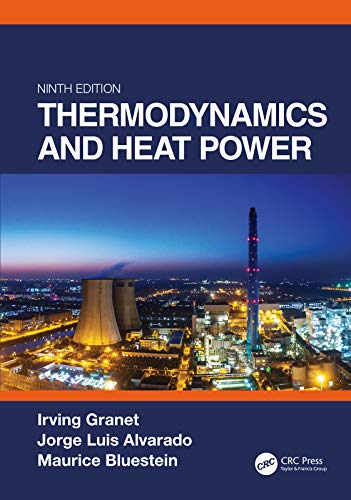 NINTH EDITION
THERMODYNAMICS
AND HEAT POWER
Irving Granet
Jorge Luis Alvarado
Maurice Bluestein
CRC
CRC Press
Taylor & Francis Group